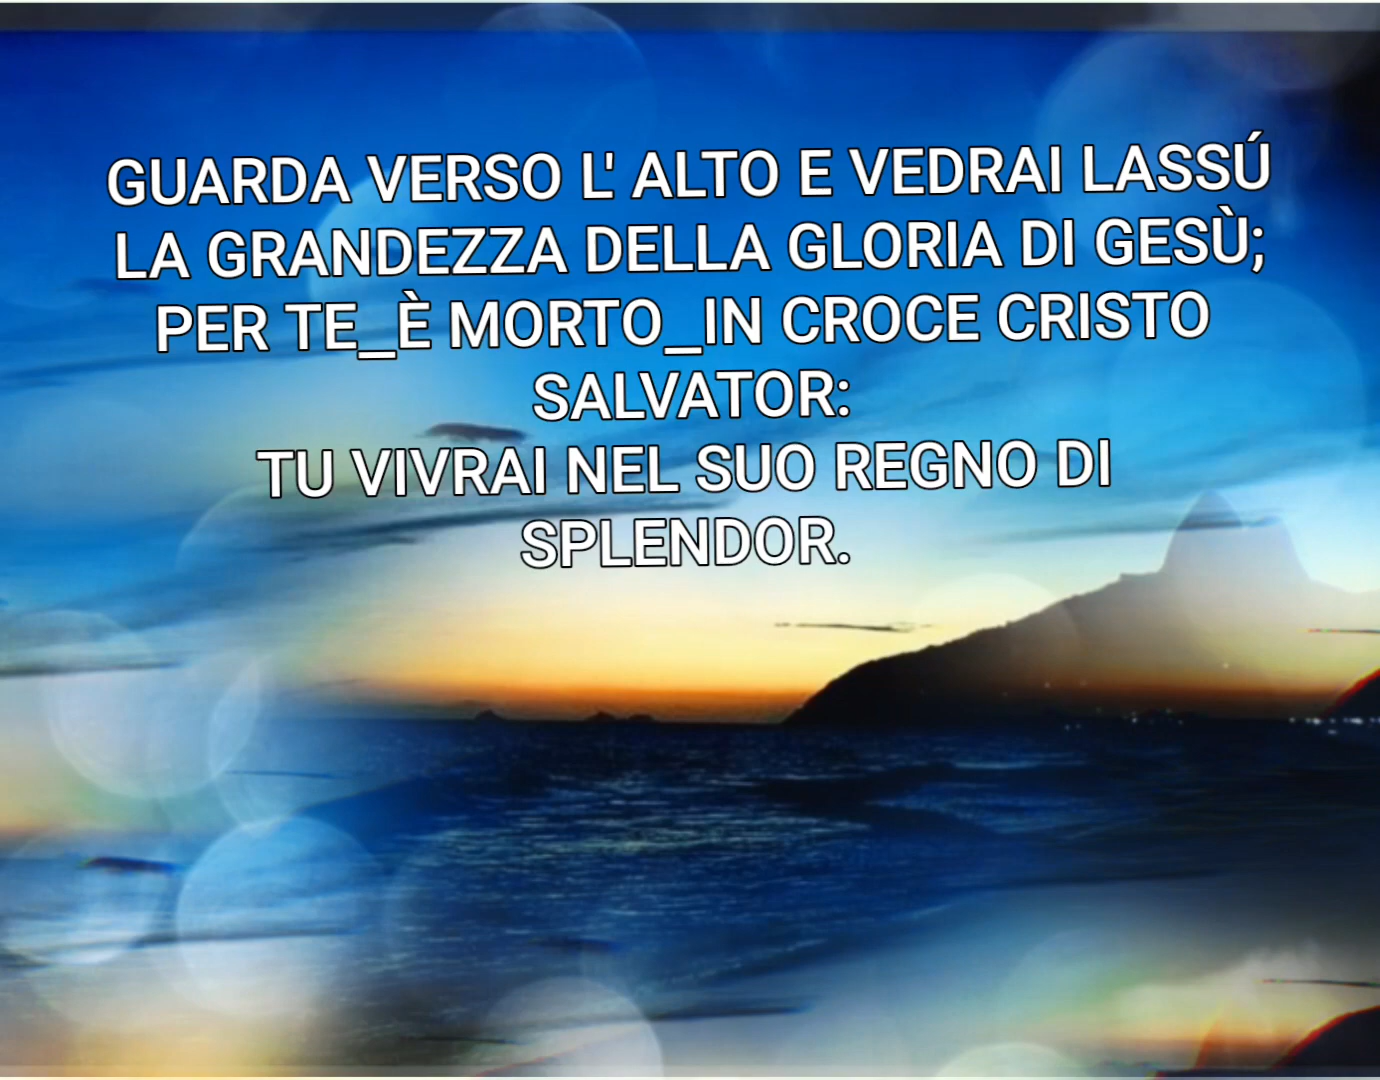 GUARDA VERSO L' ALTO E VEDRAI LASSÚ
LA GRANDEZZA DELLA GLORIA DI GESÙ;
PER TE_È MORTO_IN CROCE CRISTO
SALVATOR:
TU VIVRAI NEL SUO REGNO DI
SPLENDOR.